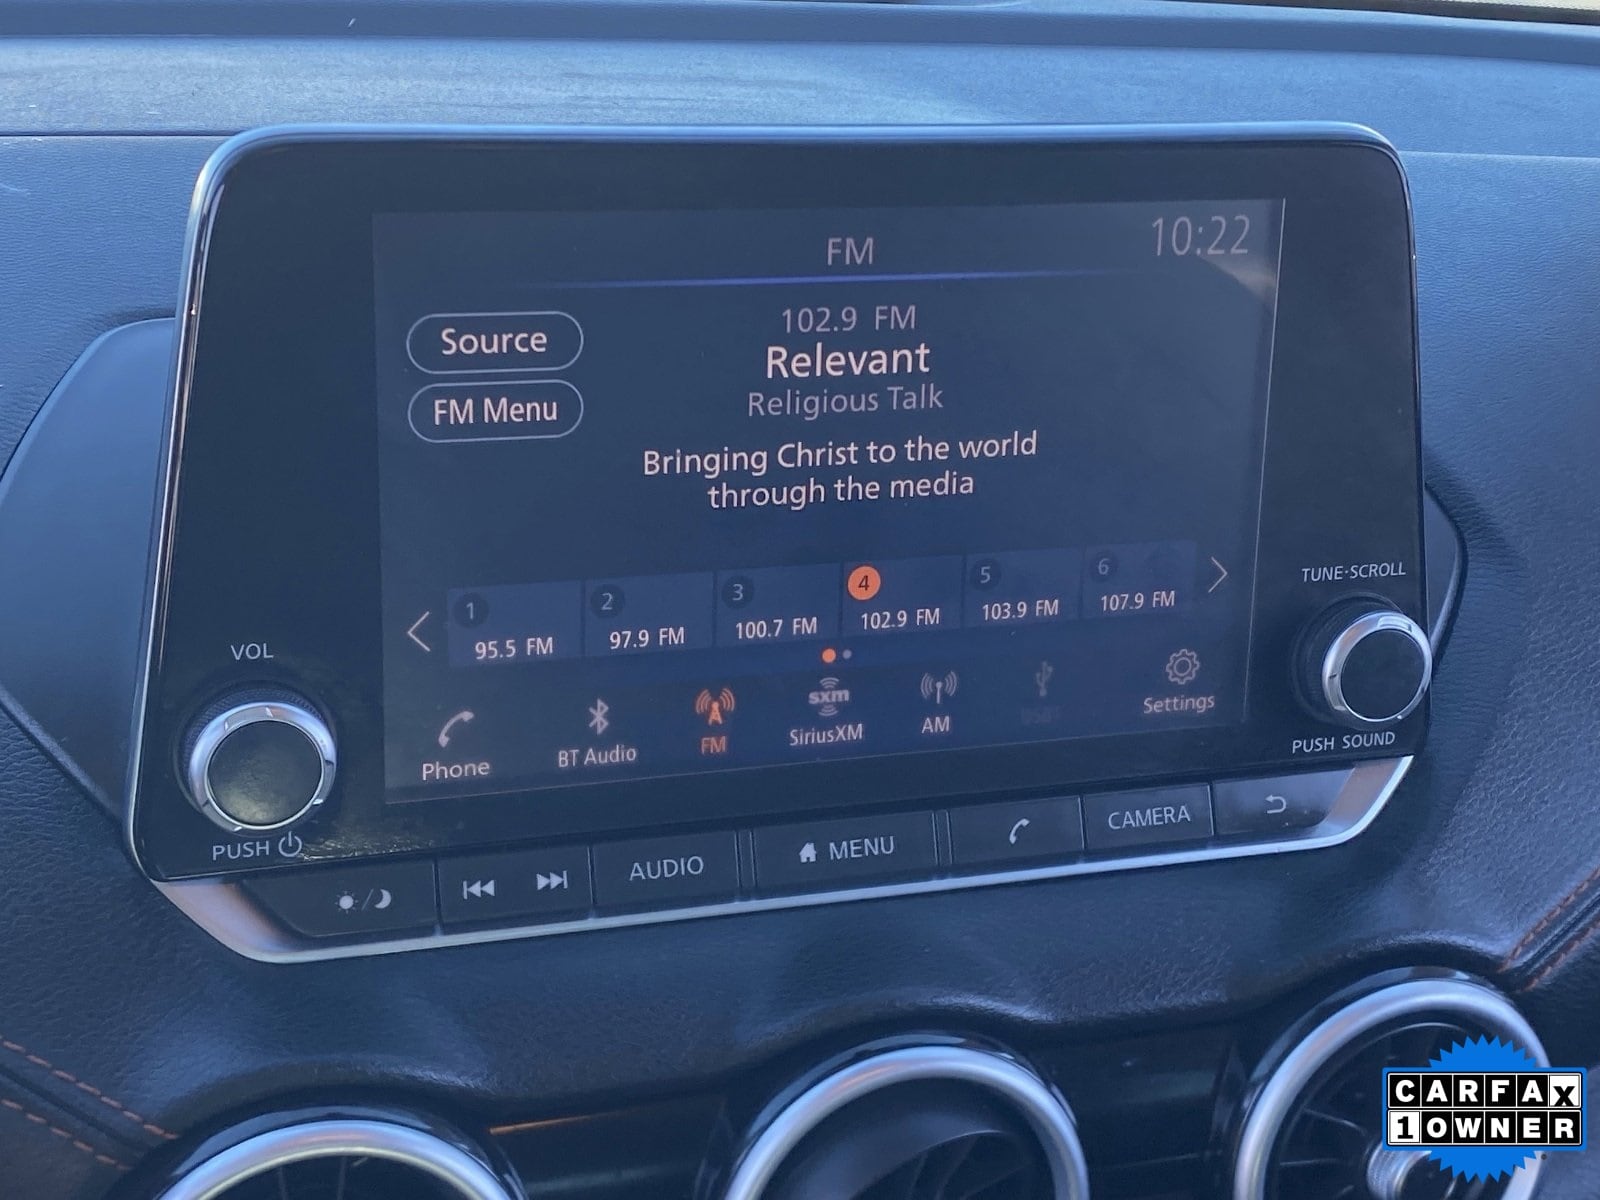 FM
10:22
Source
FM Menu
102.9 FM
Relevant
Religious Talk
Bringing Christ to the world
through the media
1
95.5 FM
2
97.9 FM
3
100.7 FM
4
102.9 FM
5
103.9 FM
6
107.9 FM
Phone
BT Audio
FM
sxm
SiriusXM
AM
Settings
VOL
PUSH
TUNE·SCROLL
PUSH SOUND
AUDIO
MENU
CAMERA
CARFAX
1 OWNER